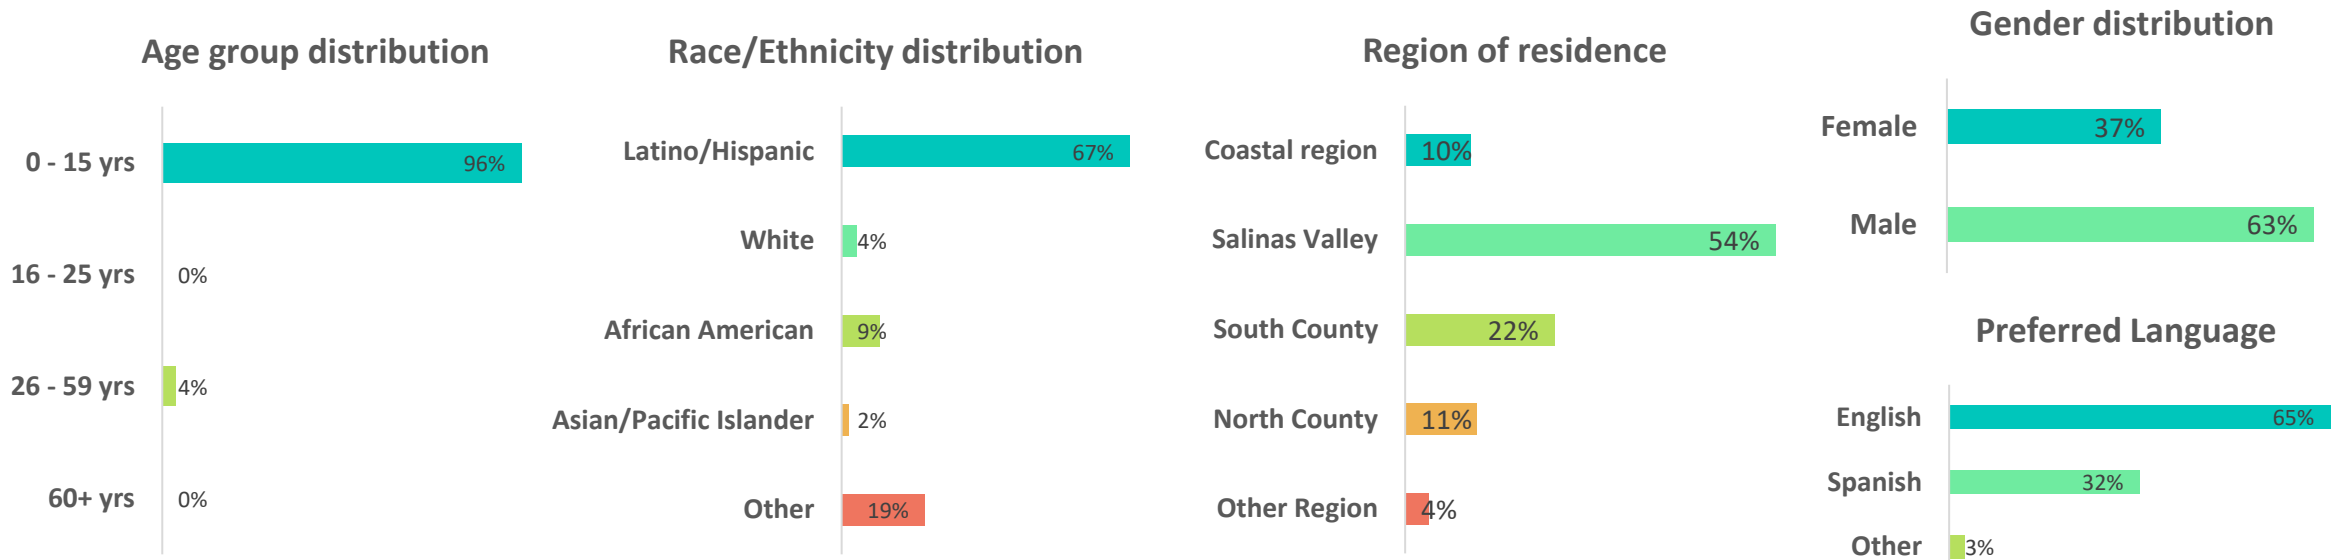 Age group distribution
0 - 15 yrs 96%
16 - 25 yrs 0%
26 - 59 yrs 4%
60+ yrs 0%
Race/Ethnicity distribution
Latino/Hispanic 67%
White 4%
African American 9%
Asian/Pacific Islander 2%
Other 19%
Region of residence
Coastal region 10%
Salinas Valley 54%
South County 22%
North County 11%
Other Region 4%
Gender distribution
Female 37%
Male 63%
Preferred Language
English 65%
Spanish 32%
Other 3%